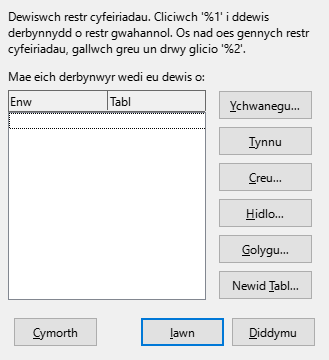 Dewiswch restr cyfeiriadau. Cliciwch '%1' i ddewis
derbynnydd o restr gwahannol. Os nad oes gennych restr
cyfeiriadau, gallwch greu un drwy glicio '%2'.
Mae eich derbynwyr wedi eu dewis o:
Enw Tabl
Ychwanegu...
Tynnu
Creu...
Hidlo...
Golygu...
Newid Tabl...
Cymorth Iawn Diddymu